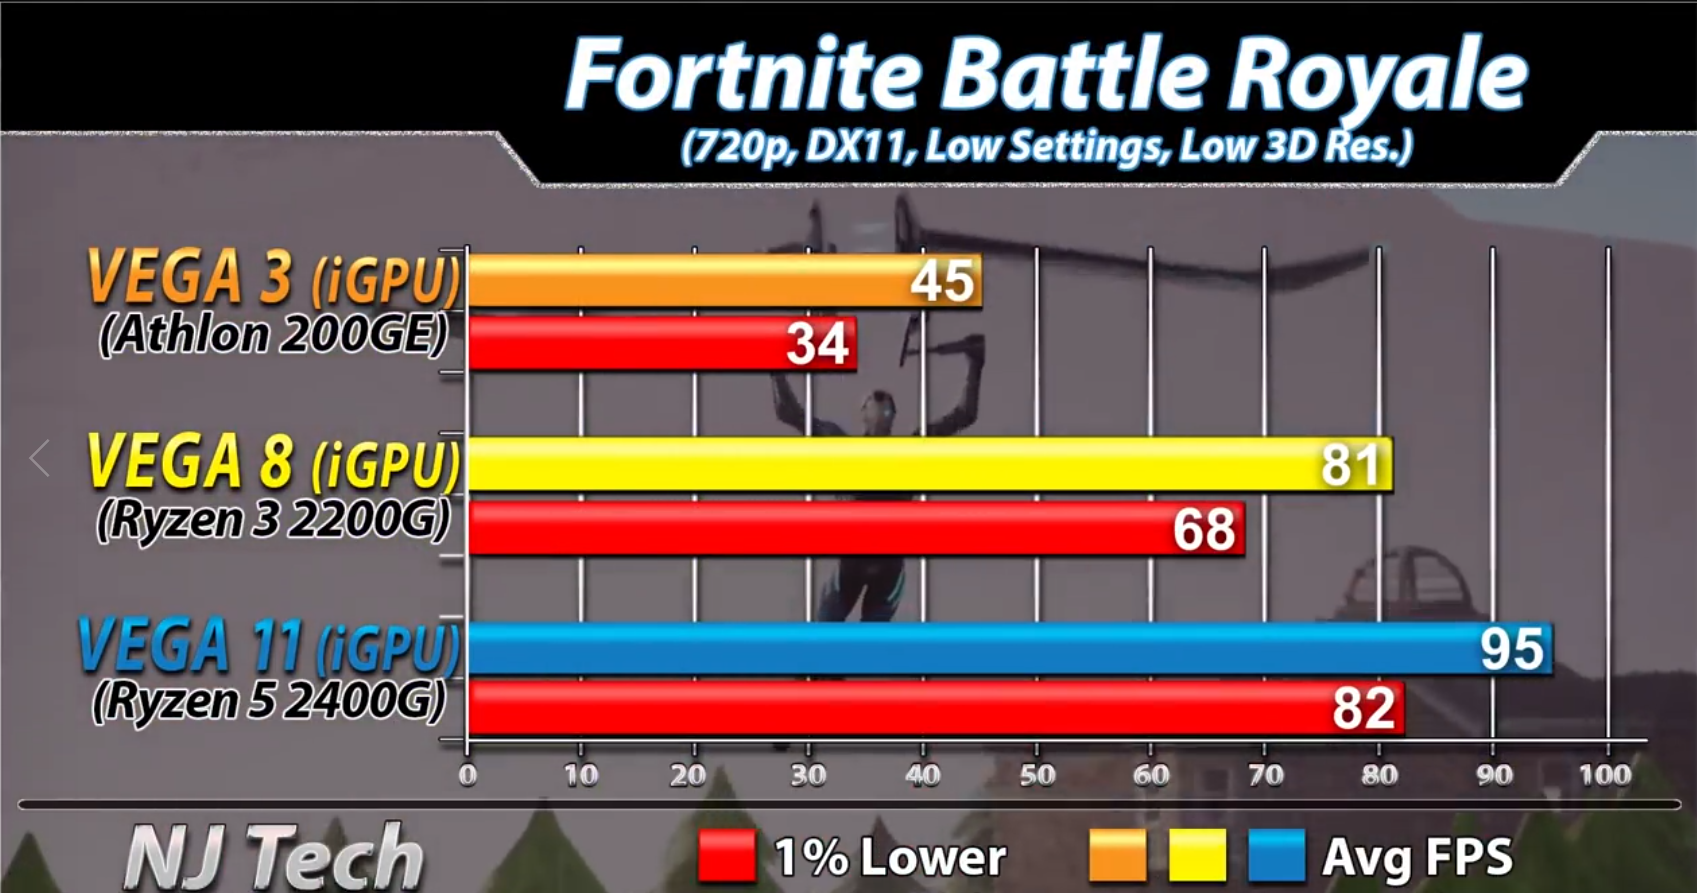 Fortnite Battle Royale
(720p, DX11, Low Settings, Low 3D Res.)
VEGA 3 (iGPU)
(Athlon 200GE)
45
34
VEGA 8 (iGPU)
(Ryzen 3 2200G)
81
68
VEGA 11 (iGPU)
(Ryzen 5 2400G)
95
82
0 10 20 30 40 50 60 70 80 90 100
NJ Tech
1% Lower
Avg FPS